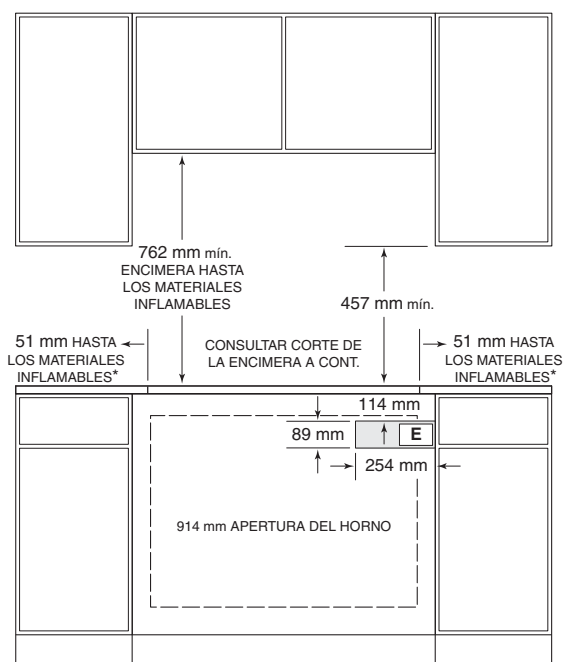 762 mm mín.
ENCIMERA HASTA
LOS MATERIALES
INFLAMABLES
457 mm mín.
51 mm HASTA
LOS MATERIALES
INFLAMABLES*
CONSULTAR CORTE DE
LA ENCIMERA A CONT.
51 mm HASTA
LOS MATERIALES
INFLAMABLES*
114 mm
89 mm
E
254 mm
914 mm APERTURA DEL HORNO